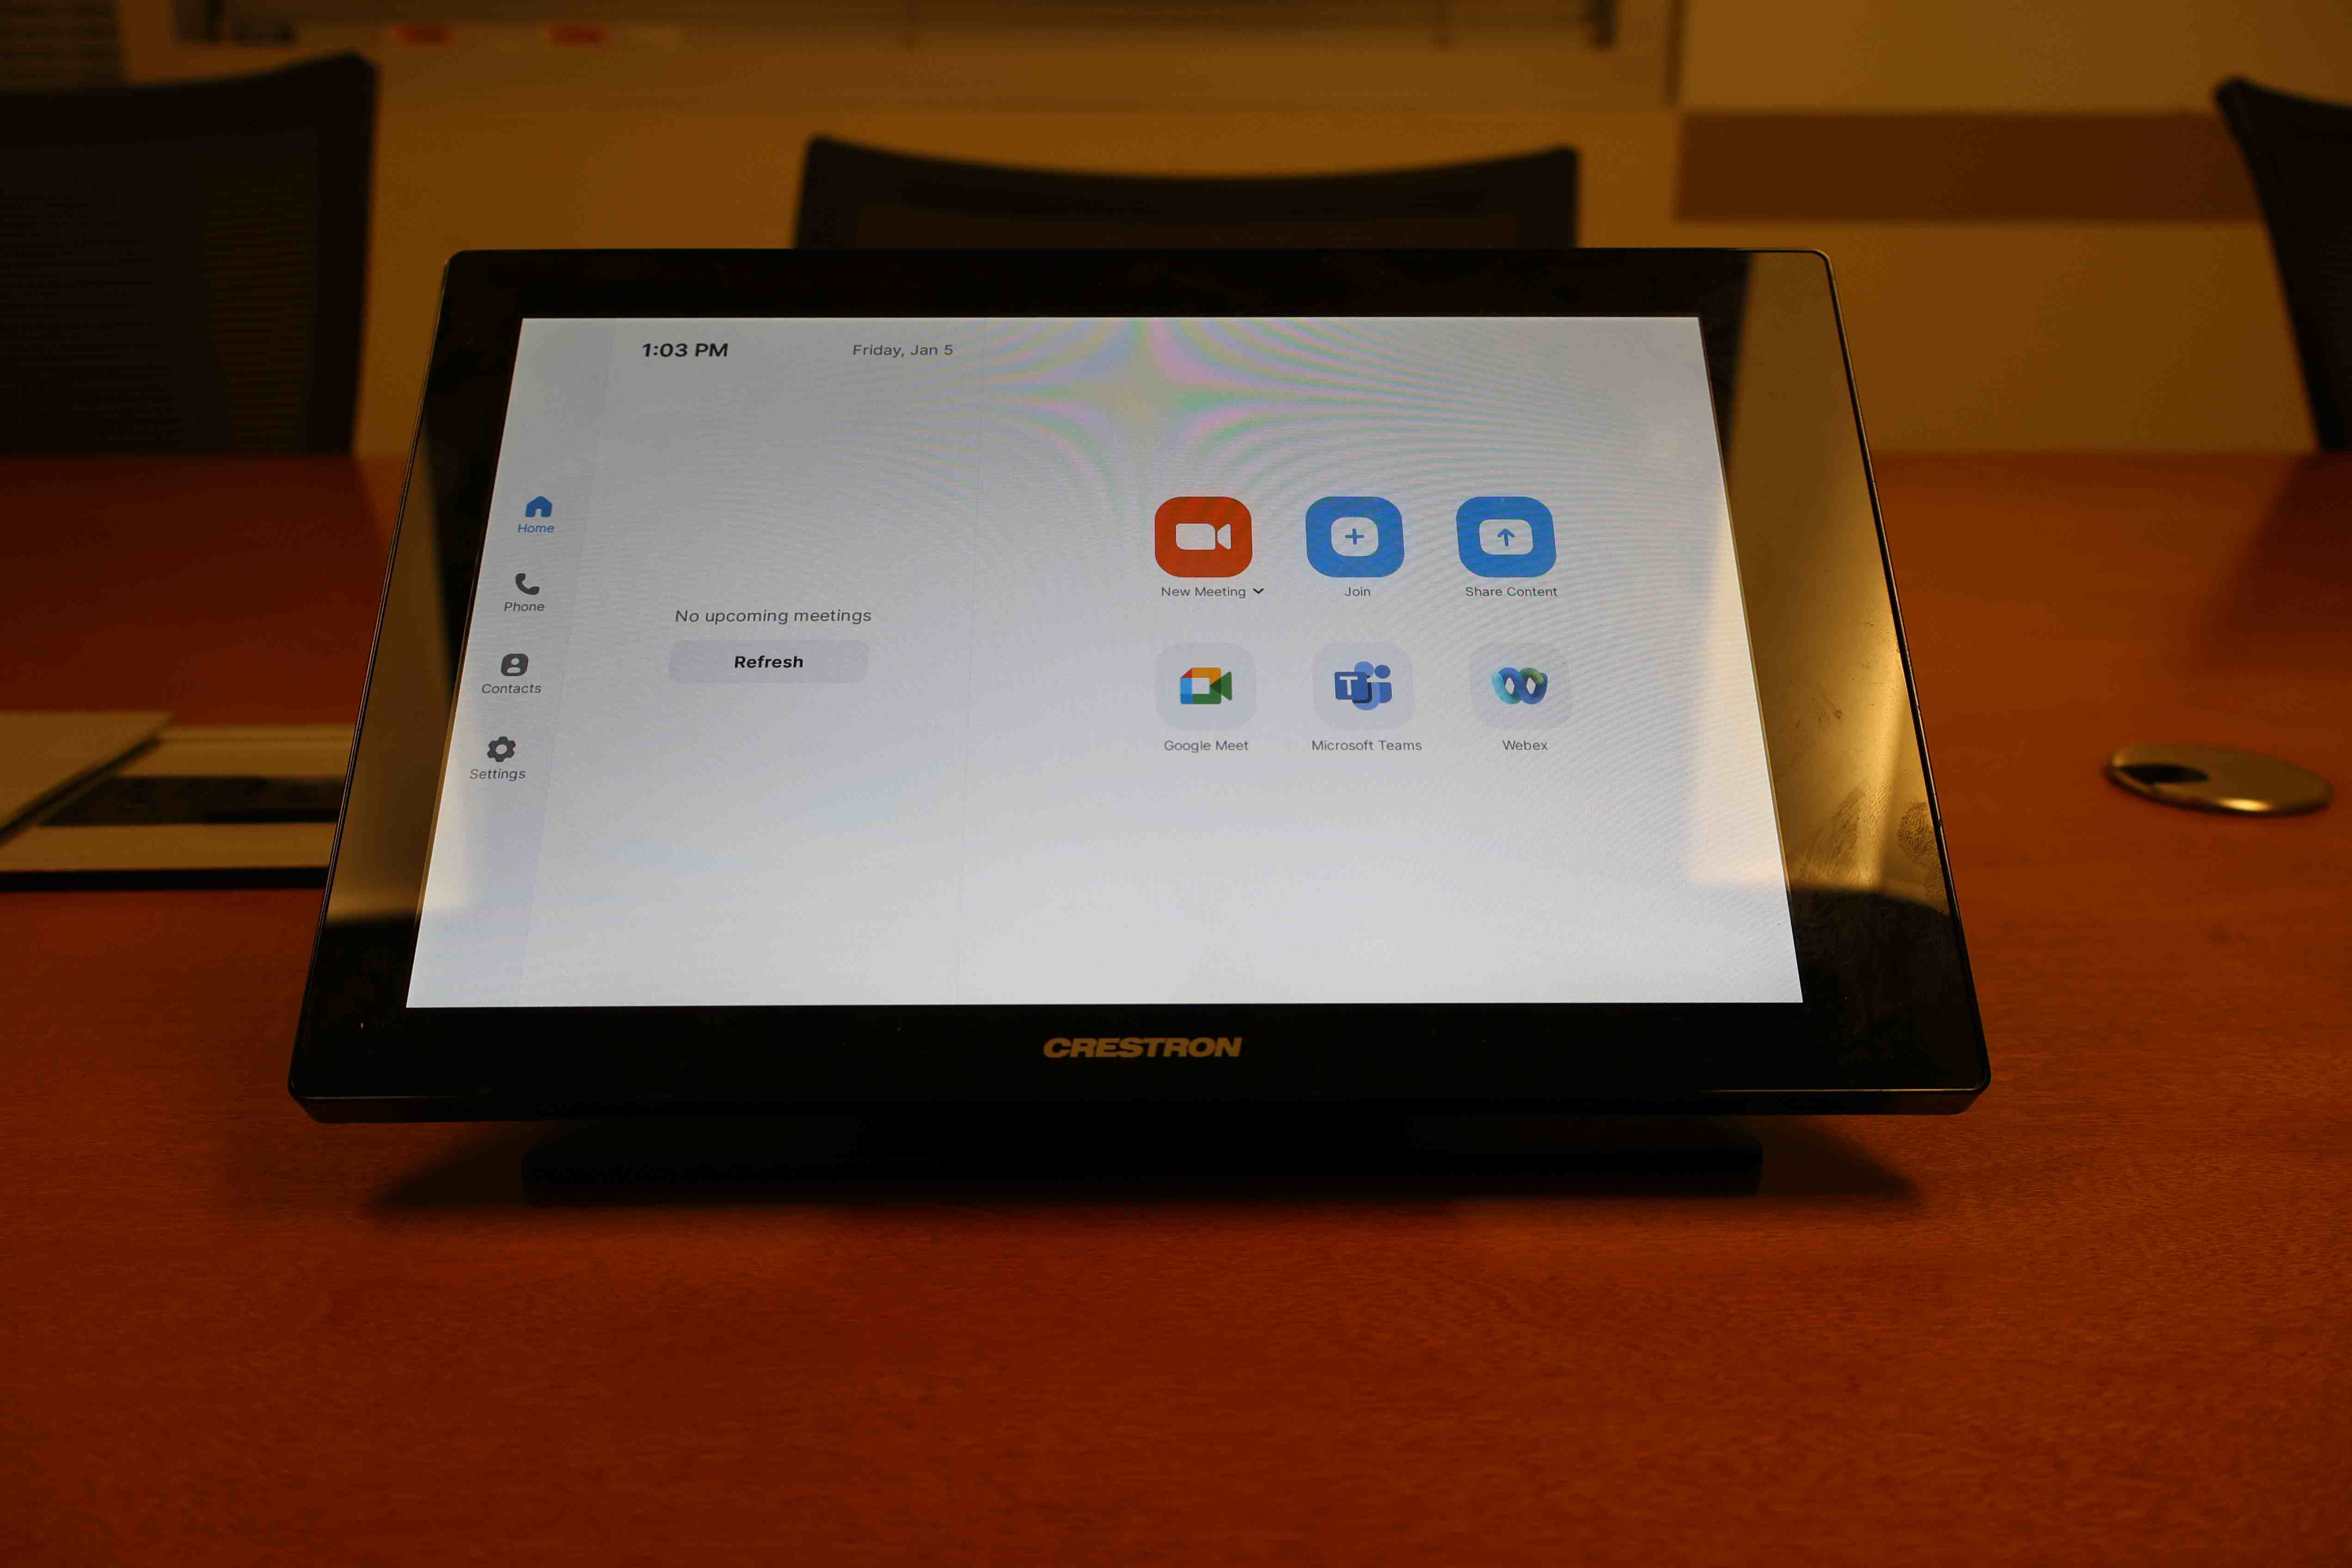 1:03 PM
Friday, Jan 5
Home
Phone
Contacts
Settings
No upcoming meetings
Refresh
New Meeting
Join
Share Content
Google Meet
T
Microsoft Teams
Webex
CRESTRON